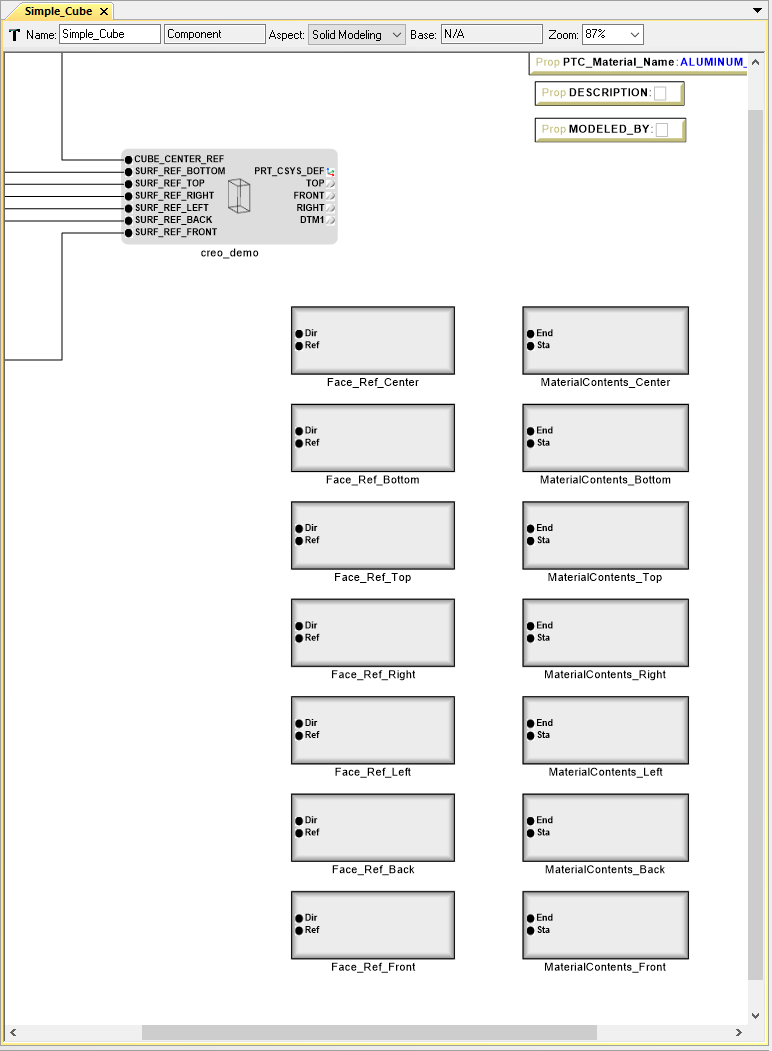 Simple_Cube
Name: Simple_Cube Component Aspect: Solid Modeling Base: N/A Zoom: 87%
Prop PTC_Material_Name:ALUMINUM_
Prop DESCRIPTION:
Prop MODELED_BY:
CUBE_CENTER_REF
SURF_REF_BOTTOM PRT_CSYS_DEF
SURF_REF_TOP TOP
SURF_REF_RIGHT FRONT
SURF_REF_LEFT RIGHT
SURF_REF_BACK DTM1
SURF_REF_FRONT
creo_demo
Dir End
Ref Sta
Face_Ref_Center MaterialContents_Center
Dir End
Ref Sta
Face_Ref_Bottom MaterialContents_Bottom
Dir End
Ref Sta
Face_Ref_Top MaterialContents_Top
Dir End
Ref Sta
Face_Ref_Right MaterialContents_Right
Dir End
Ref Sta
Face_Ref_Left MaterialContents_Left
Dir End
Ref Sta
Face_Ref_Back MaterialContents_Back
Dir End
Ref Sta
Face_Ref_Front MaterialContents_Front